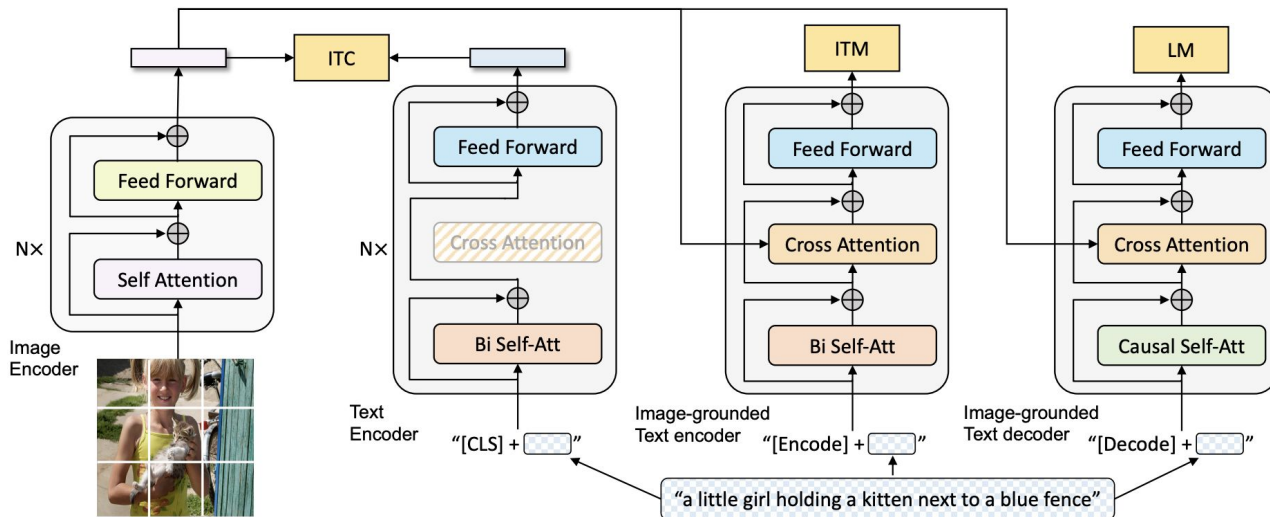 ITC
ITM
LM
Feed Forward
Feed Forward
Feed Forward
Feed Forward
N×
N×
Cross Attention
Cross Attention
Cross Attention
Self Attention
Bi Self-Att
Bi Self-Att
Causal Self-Att
Image
Encoder
Text
Encoder
Image-grounded
Text encoder
Image-grounded
Text decoder
“[CLS] + ”
“[Encode] + ”
“[Decode] + ”
“a little girl holding a kitten next to a blue fence”